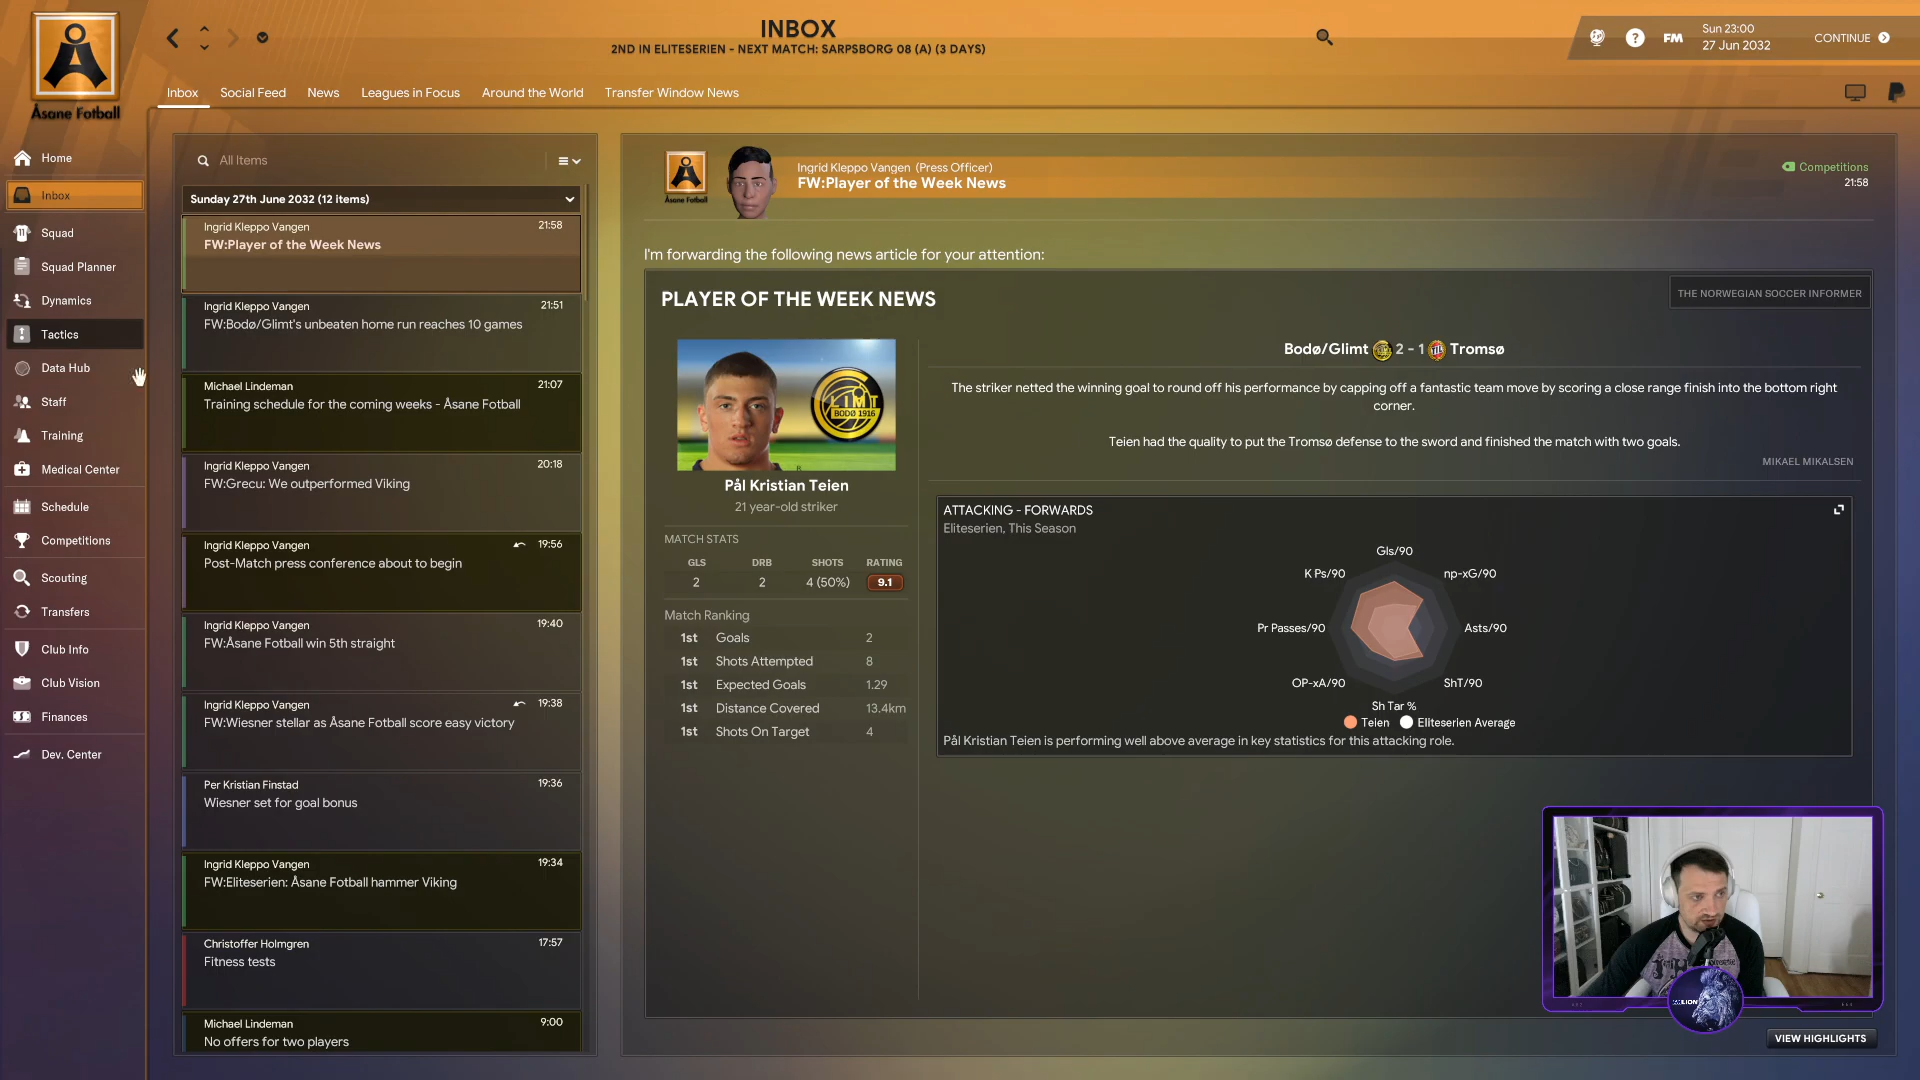 INBOX
2ND IN ELITESERIEN - NEXT MATCH: SARPSBORG 08 (A) (3 DAYS)
FM
Sun 23:00
27 Jun 2032
CONTINUE
Åsane Fotball
Inbox
Social Feed
News
Leagues in Focus
Around the World
Transfer Window News
Home
Inbox
Squad
Squad Planner
Dynamics
Tactics
Data Hub
Staff
Training
Medical Center
Schedule
Competitions
Scouting
Transfers
Club Info
Club Vision
Finances
Dev. Center
All Items
Sunday 27th June 2032 (12 items)
Ingrid Kleppo Vangen 21:58
FW:Player of the Week News
Ingrid Kleppo Vangen 21:51
FW:Bodø/Glimt's unbeaten home run reaches 10 games
Michael Lindeman 21:07
Training schedule for the coming weeks - Åsane Fotball
Ingrid Kleppo Vangen 20:18
FW:Grecu: We outperformed Viking
Ingrid Kleppo Vangen 19:56
Post-Match press conference about to begin
Ingrid Kleppo Vangen 19:40
FW:Åsane Fotball win 5th straight
Ingrid Kleppo Vangen 19:38
FW:Wiesner stellar as Åsane Fotball score easy victory
Per Kristian Finstad 19:36
Wiesner set for goal bonus
Ingrid Kleppo Vangen 19:34
FW:Eliteserien: Åsane Fotball hammer Viking
Christoffer Holmgren 17:57
Fitness tests
Michael Lindeman 9:00
No offers for two players
Åsane Fotball
Ingrid Kleppo Vangen (Press Officer)
FW:Player of the Week News
Competitions
21:58
I'm forwarding the following news article for your attention:
PLAYER OF THE WEEK NEWS
THE NORWEGIAN SOCCER INFORMER
GLIMT
BODØ 1916
Pål Kristian Teien
21 year-old striker
MATCH STATS
GLS DRB SHOTS RATING
2 2 4 (50%) 9.1
Match Ranking
1st Goals 2
1st Shots Attempted 8
1st Expected Goals 1.29
1st Distance Covered 13.4km
1st Shots On Target 4
Bodø/Glimt 2 - 1 Tromsø
The striker netted the winning goal to round off his performance by capping off a fantastic team move by scoring a close range finish into the bottom right
corner.
Teien had the quality to put the Tromsø defense to the sword and finished the match with two goals.
MIKAEL MIKALSEN
ATTACKING - FORWARDS
Eliteserien, This Season
Gls/90
K Ps/90
np-xG/90
Pr Passes/90
Asts/90
OP-xA/90
ShT/90
Sh Tar %
Teien
Eliteserien Average
Pål Kristian Teien is performing well above average in key statistics for this attacking role.
VIEW HIGHLIGHTS